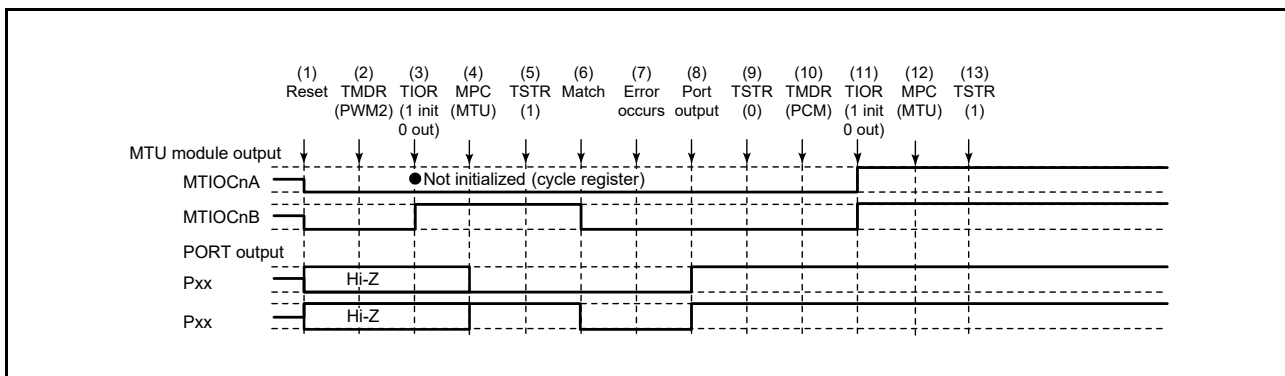 (1) (2) (3) (4) (5) (6) (7) (8) (9) (10) (11) (12) (13)
Reset TMDR TIOR MPC TSTR Match Error Port TSTR TMDR TIOR MPC TSTR
(PWM2) (1 init (MTU) (1) occurs output (0) (PCM) (1 init (MTU) (1)
0 out) 0 out)
MTU module output
MTIOCnA ●Not initialized (cycle register)
MTIOCnB
PORT output
Pxx Hi-Z
Pxx Hi-Z